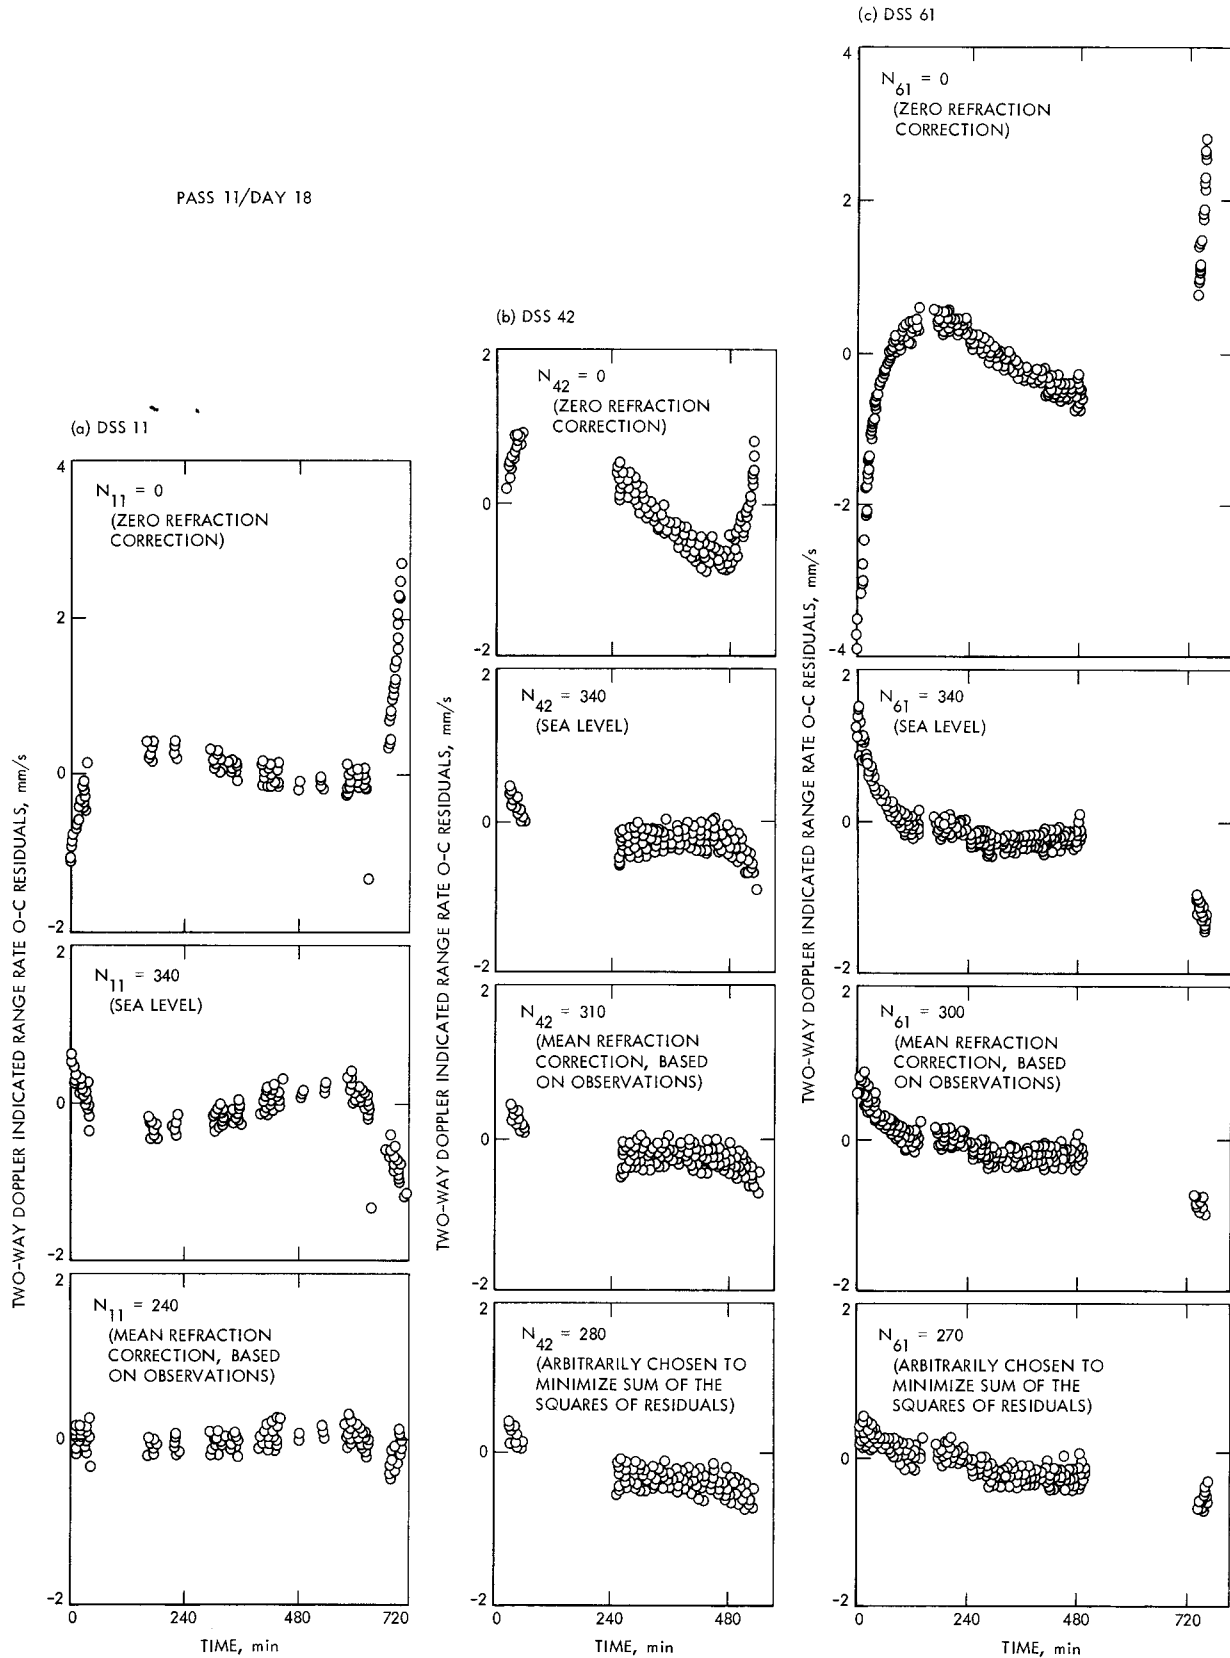 PASS 11/DAY 18
(a) DSS 11
TWO-WAY DOPPLER INDICATED RANGE RATE O-C RESIDUALS, mm/s
4
N11 = 0
(ZERO REFRACTION
CORRECTION)
2
0
-2
2
N11 = 340
(SEA LEVEL)
0
-2
2
N11 = 240
(MEAN REFRACTION
CORRECTION, BASED
ON OBSERVATIONS)
0
-2
0 240 480 720
TIME, min
(b) DSS 42
TWO-WAY DOPPLER INDICATED RANGE RATE O-C RESIDUALS, mm/s
2
N42 = 0
(ZERO REFRACTION
CORRECTION)
0
-2
2
N42 = 340
(SEA LEVEL)
0
-2
2
N42 = 310
(MEAN REFRACTION
CORRECTION, BASED
ON OBSERVATIONS)
0
-2
2
N42 = 280
(ARBITRARILY CHOSEN TO
MINIMIZE SUM OF THE
SQUARES OF RESIDUALS)
0
-2
0 240 480
TIME, min
(c) DSS 61
TWO-WAY DOPPLER INDICATED RANGE RATE O-C RESIDUALS, mm/s
4
N61 = 0
(ZERO REFRACTION
CORRECTION)
2
0
-2
-4
2
N61 = 340
(SEA LEVEL)
0
-2
2
N61 = 300
(MEAN REFRACTION
CORRECTION, BASED
ON OBSERVATIONS)
0
-2
2
N61 = 270
(ARBITRARILY CHOSEN TO
MINIMIZE SUM OF THE
SQUARES OF RESIDUALS)
0
-2
0 240 480 720
TIME, min